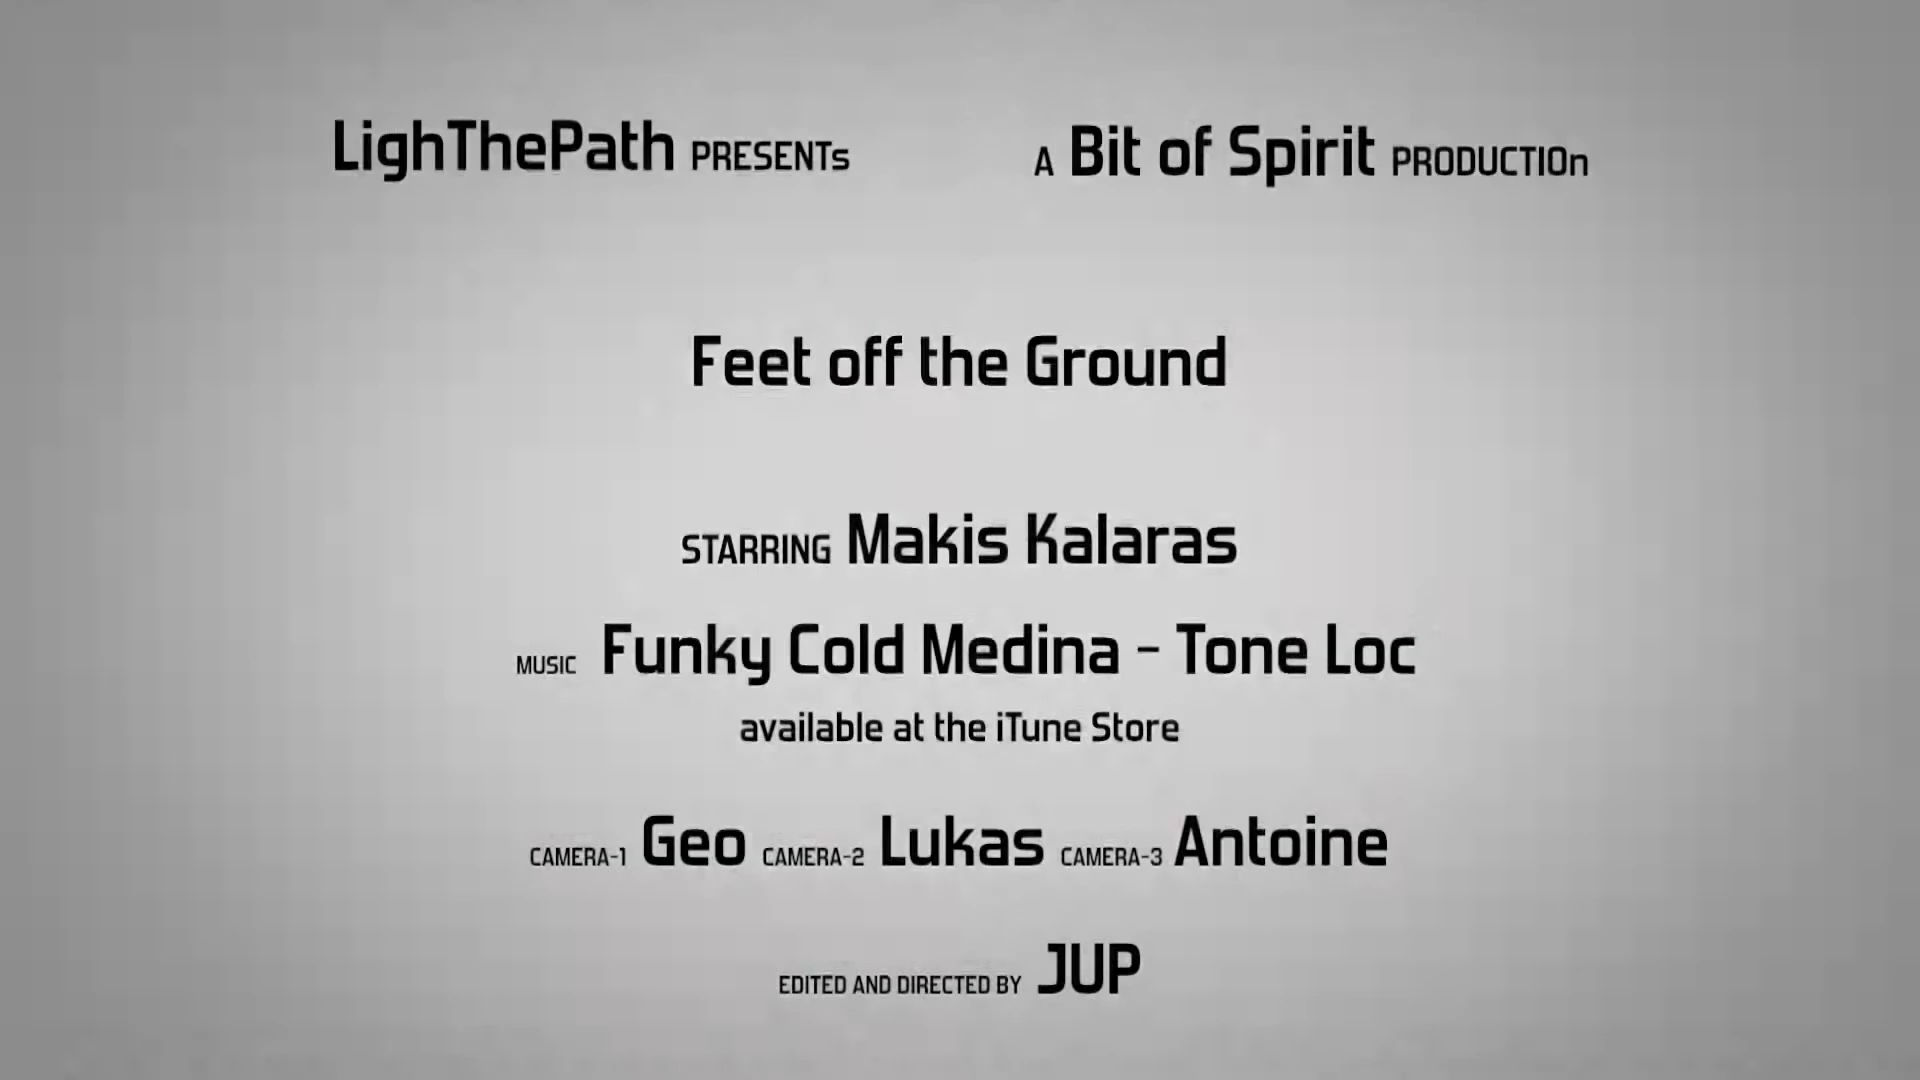 LighThePath PRESENTs
A Bit of Spirit PRODUCTIOn
Feet off the Ground
STARRING Makis Kalaras
MUSIC Funky Cold Medina - Tone Loc
available at the iTune Store
CAMERA-1 Geo CAMERA-2 Lukas CAMERA-3 Antoine
EDITED AND DIRECTED BY JUP